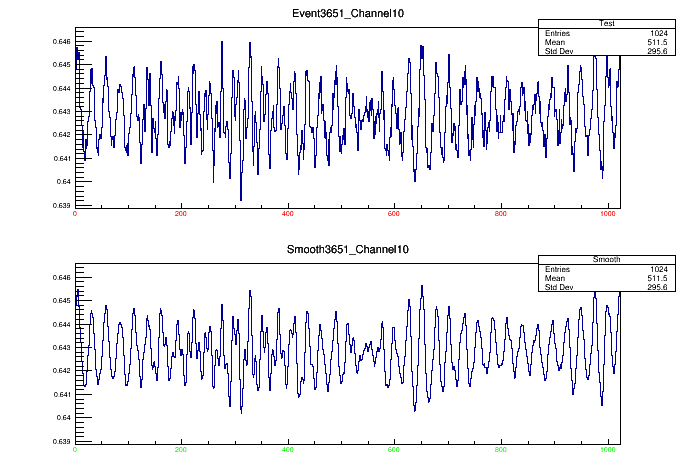 Event3651_Channel10
Test
Entries 1024
Mean 511.5
Std Dev 295.6
0.646
0.645
0.644
0.643
0.642
0.641
0.64
0.639
0 200 400 600 800 1000
Smooth3651_Channel10
Smooth
Entries 1024
Mean 511.5
Std Dev 295.6
0.646
0.645
0.644
0.643
0.642
0.641
0.64
0.639
0 200 400 600 800 1000